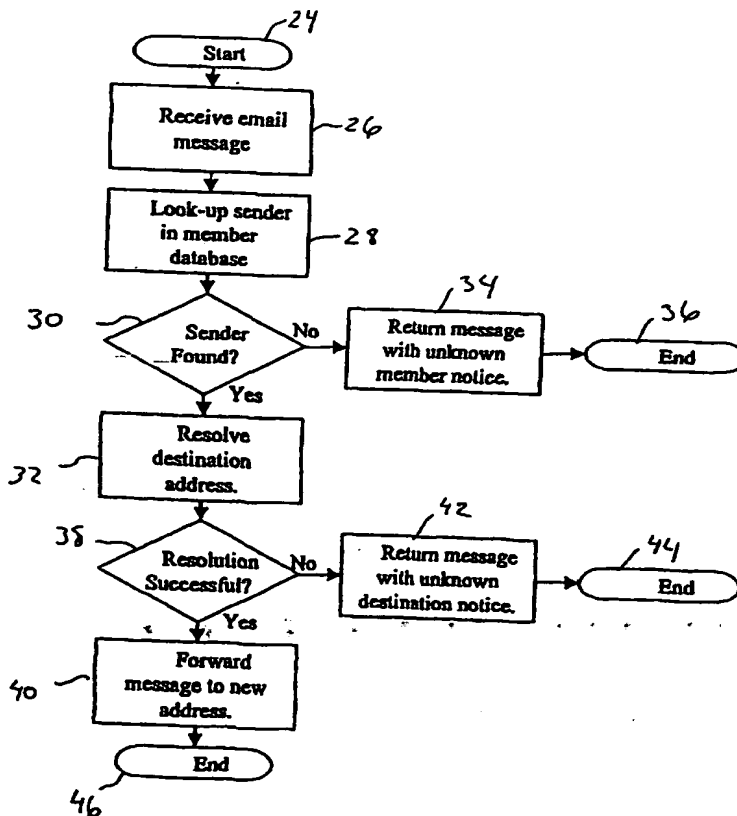 24
Start
Receive email
message
26
Look-up sender
in member
database
28
30
Sender
Found?
No
Yes
34
Return message
with unknown
member notice.
36
End
Resolve
destination
address.
32
38
Resolution
Successful?
No
Yes
42
Return message
with unknown
destination notice.
44
End
Forward
message to new
address.
40
End
46